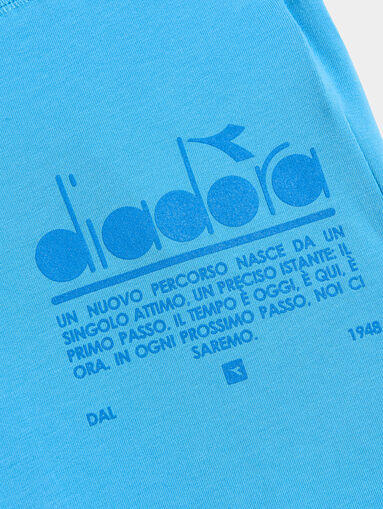 diadora
UN NUOVO PERCORSO NASCE DA UN
SINGOLO ATTIMO, UN PRECISO ISTANTE: IL
PRIMO PASSO. IL TEMPO È OGGI, È QUI, È
ORA. IN OGNI PROSSIMO PASSO, NOI CI
SAREMO.
DAL 1948